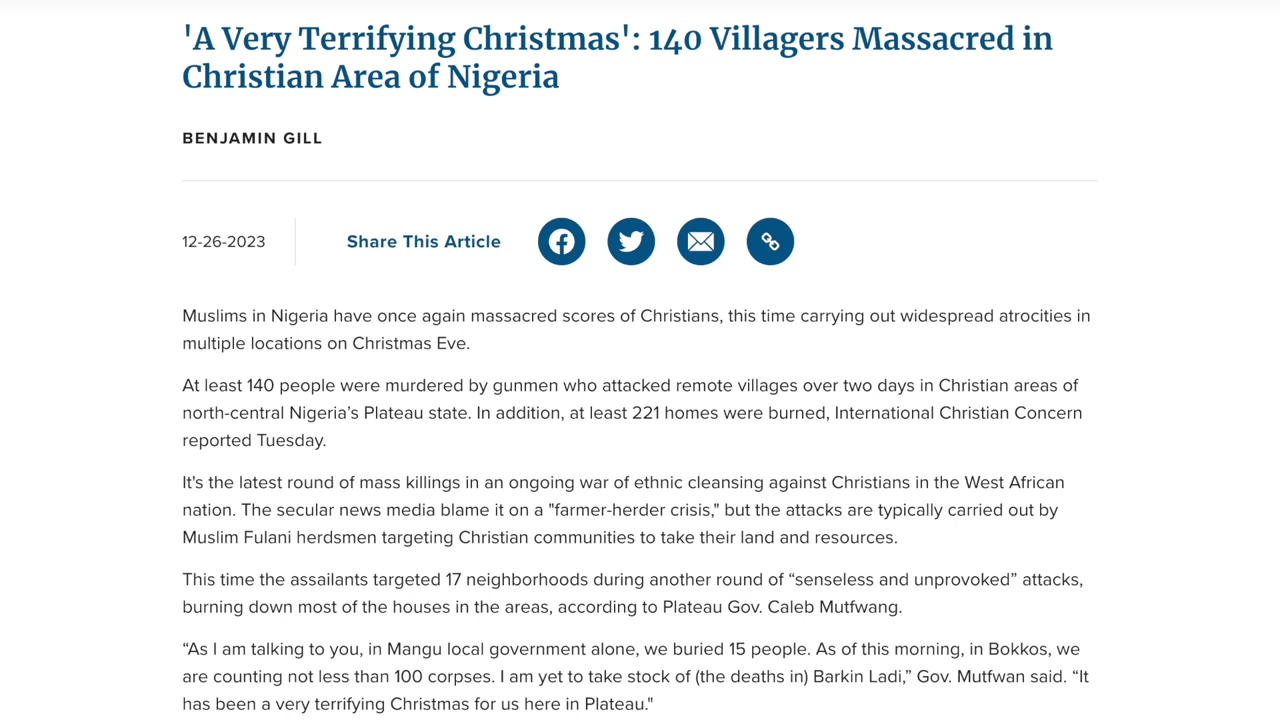 'A Very Terrifying Christmas': 140 Villagers Massacred in
Christian Area of Nigeria
BENJAMIN GILL
12-26-2023
Share This Article
Muslims in Nigeria have once again massacred scores of Christians, this time carrying out widespread atrocities in
multiple locations on Christmas Eve.
At least 140 people were murdered by gunmen who attacked remote villages over two days in Christian areas of
north-central Nigeria’s Plateau state. In addition, at least 221 homes were burned, International Christian Concern
reported Tuesday.
It's the latest round of mass killings in an ongoing war of ethnic cleansing against Christians in the West African
nation. The secular news media blame it on a "farmer-herder crisis," but the attacks are typically carried out by
Muslim Fulani herdsmen targeting Christian communities to take their land and resources.
This time the assailants targeted 17 neighborhoods during another round of “senseless and unprovoked” attacks,
burning down most of the houses in the areas, according to Plateau Gov. Caleb Mutfwang.
“As I am talking to you, in Mangu local government alone, we buried 15 people. As of this morning, in Bokkos, we
are counting not less than 100 corpses. I am yet to take stock of (the deaths in) Barkin Ladi,” Gov. Mutfwan said. “It
has been a very terrifying Christmas for us here in Plateau."